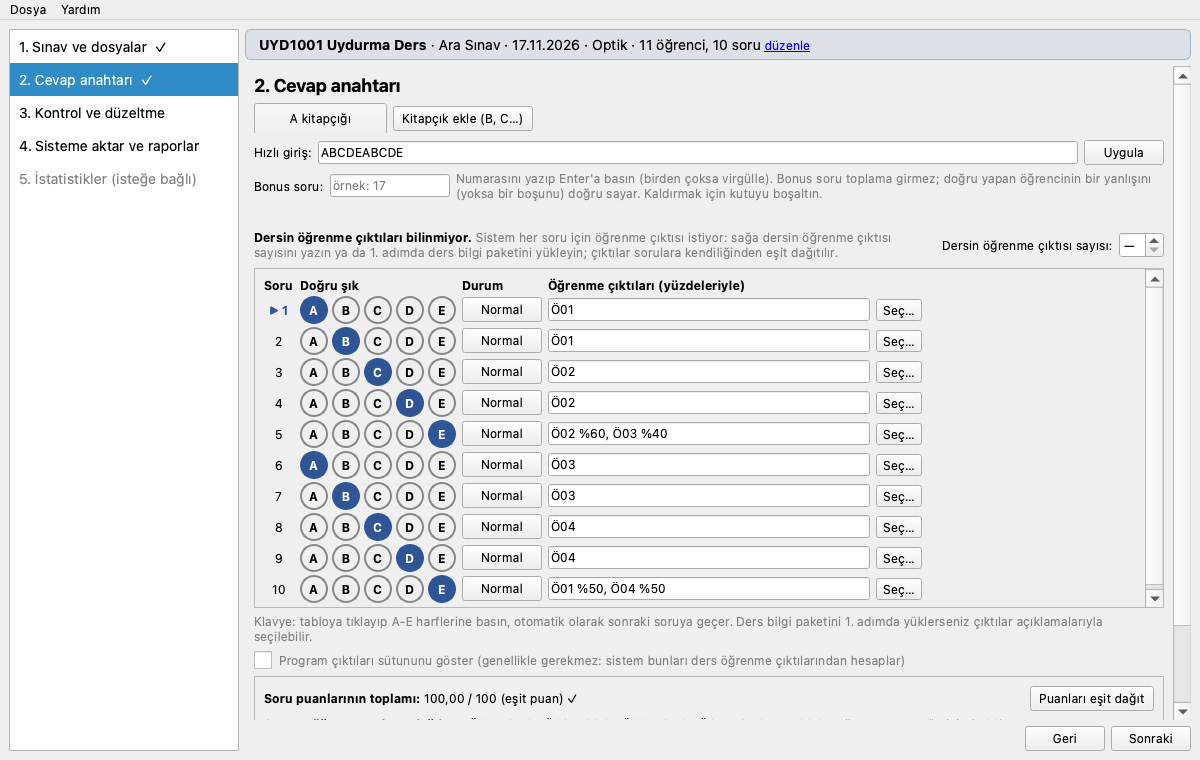 Dosya Yardım
1. Sınav ve dosyalar ✓
2. Cevap anahtarı ✓
3. Kontrol ve düzeltme
4. Sisteme aktar ve raporlar
5. İstatistikler (isteğe bağlı)
UYD1001 Uydurma Ders · Ara Sınav · 17.11.2026 · Optik · 11 öğrenci, 10 soru düzenle
2. Cevap anahtarı
A kitapçığı Kitapçık ekle (B, C...)
Hızlı giriş: ABCDEABCDE Uygula
Bonus soru: örnek: 17 Numarasını yazıp Enter'a basın (birden çoksa virgülle). Bonus soru toplama girmez; doğru yapan öğrencinin bir yanlışını
(yoksa bir boşunu) doğru sayar. Kaldırmak için kutuyu boşaltın.
Dersin öğrenme çıktıları bilinmiyor. Sistem her soru için öğrenme çıktısı istiyor: sağa dersin öğrenme çıktısı
sayısını yazın ya da 1. adımda ders bilgi paketini yükleyin; çıktılar sorulara kendiliğinden eşit dağıtılır.
Dersin öğrenme çıktısı sayısı: —
Soru Doğru şık Durum Öğrenme çıktıları (yüzdeleriyle)
▶ 1 A B C D E Normal Ö01 Seç...
2 A B C D E Normal Ö01 Seç...
3 A B C D E Normal Ö02 Seç...
4 A B C D E Normal Ö02 Seç...
5 A B C D E Normal Ö02 %60, Ö03 %40 Seç...
6 A B C D E Normal Ö03 Seç...
7 A B C D E Normal Ö03 Seç...
8 A B C D E Normal Ö04 Seç...
9 A B C D E Normal Ö04 Seç...
10 A B C D E Normal Ö01 %50, Ö04 %50 Seç...
Klavye: tabloya tıklayıp A-E harflerine basın, otomatik olarak sonraki soruya geçer. Ders bilgi paketini 1. adımda yüklerseniz çıktılar açıklamalarıyla
seçilebilir.
Program çıktıları sütununu göster (genellikle gerekmez: sistem bunları ders öğrenme çıktılarından hesaplar)
Soru puanlarının toplamı: 100,00 / 100 (eşit puan) ✓ Puanları eşit dağıt
Geri Sonraki